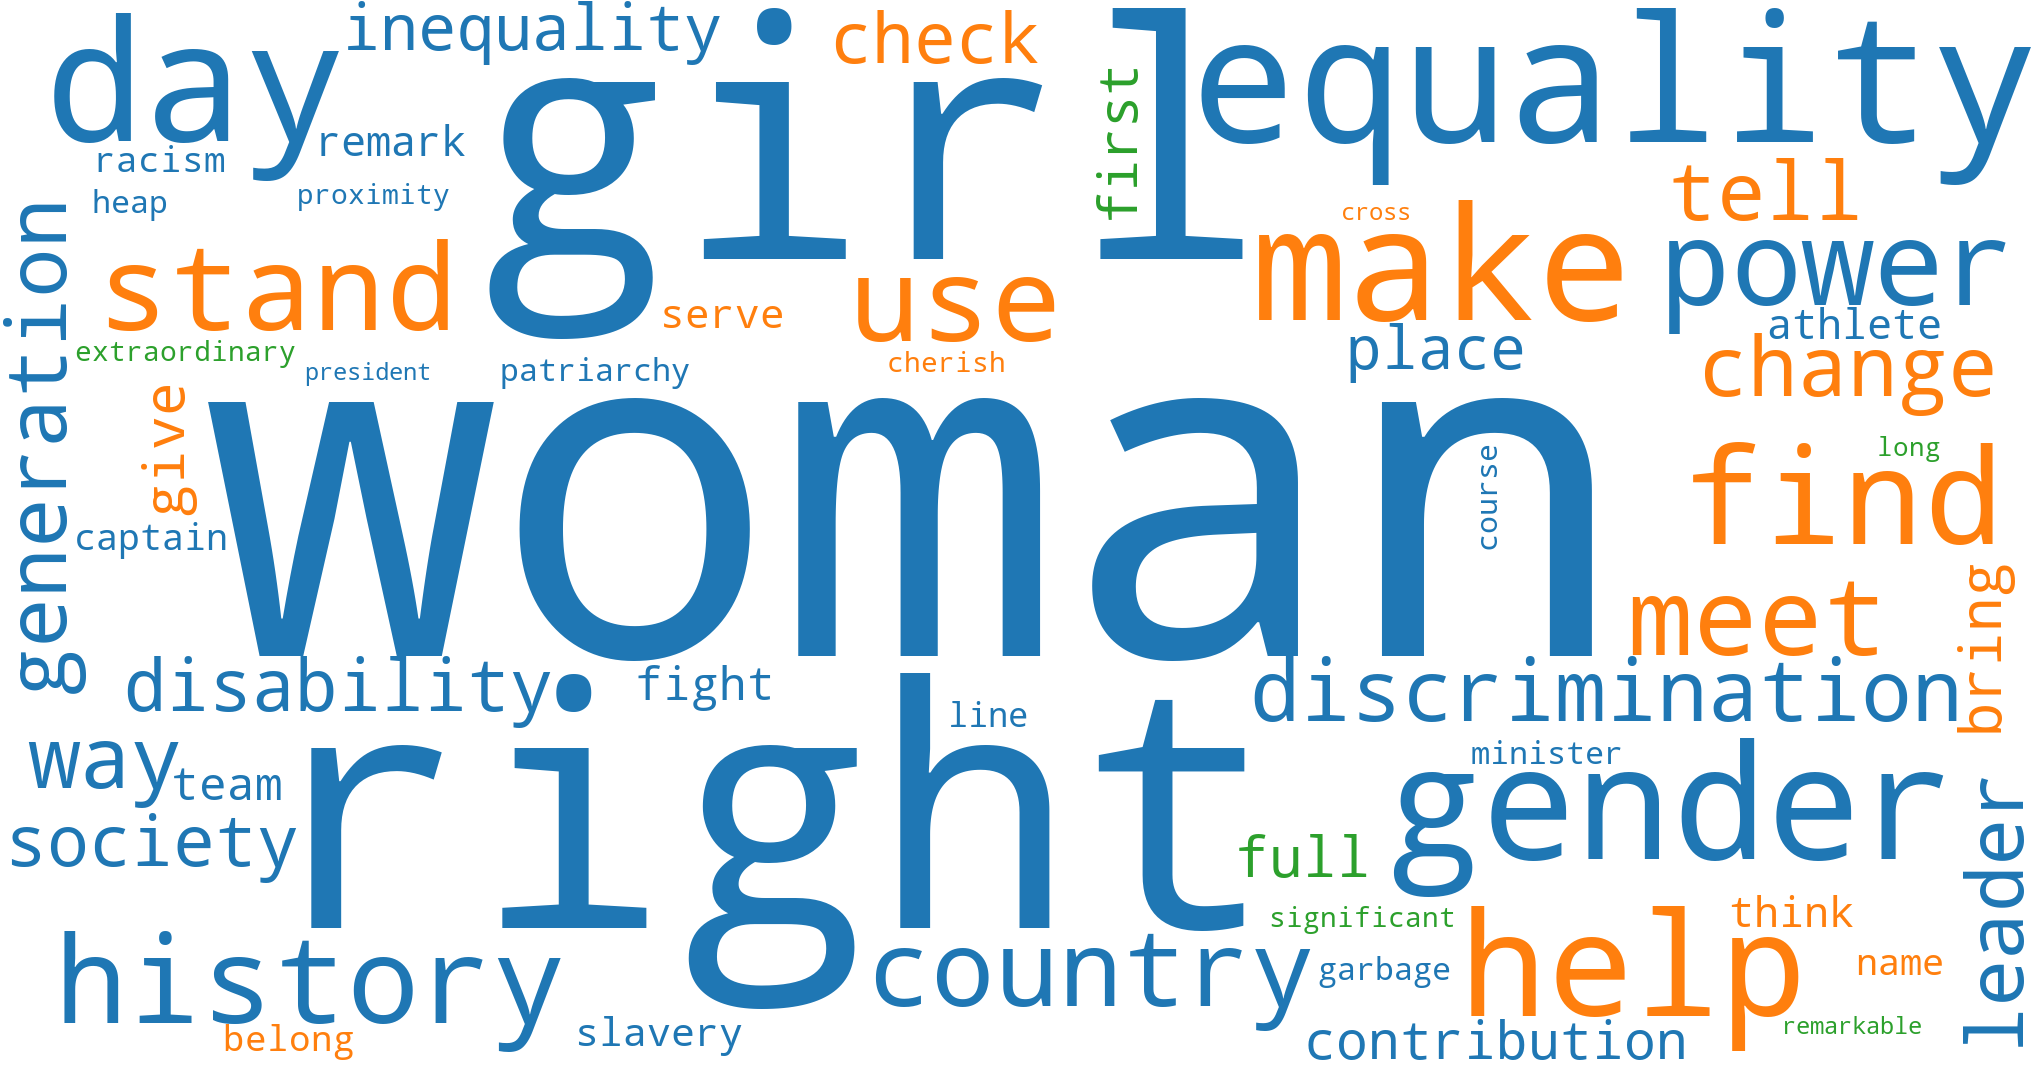 inequality
check
day
girl
equality
first
remark
racism
proximity
heap
tell
cross
make
power
generation
stand
use
serve
athlete
place
change
extraordinary
president
patriarchy
cherish
give
woman
course
long
find
captain
meet
bring
disability
fight
discrimination
line
right
way
team
minister
gender
leader
society
full
significant
help
think
history
country
garbage
name
belong
slavery
contribution
remarkable